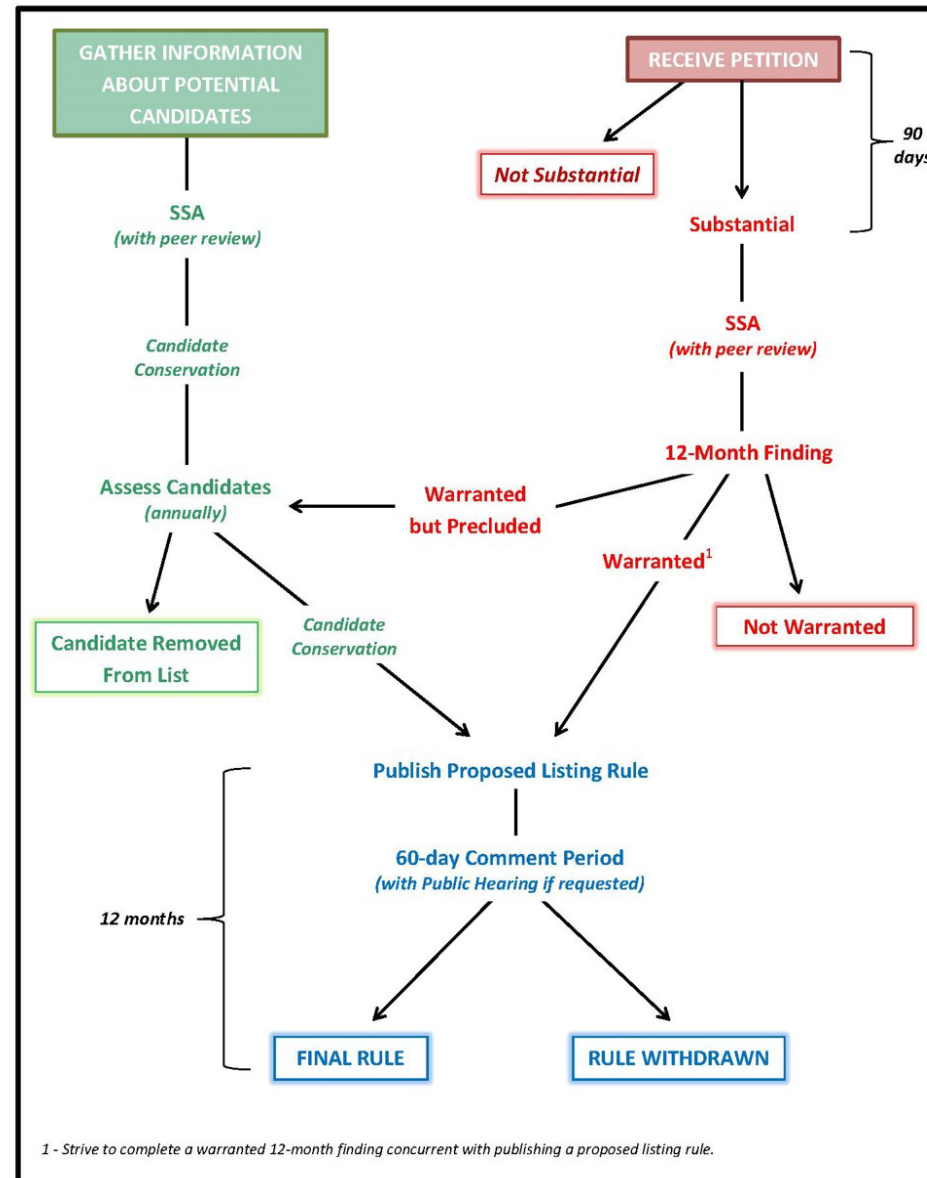 GATHER INFORMATION
ABOUT POTENTIAL
CANDIDATES
RECEIVE PETITION
90
days
Not Substantial
Substantial
SSA
(with peer review)
SSA
(with peer review)
Candidate
Conservation
12-Month Finding
Assess Candidates
(annually)
Warranted
but Precluded
Warranted1
Not Warranted
Candidate Removed
From List
Candidate
Conservation
Publish Proposed Listing Rule
60-day Comment Period
(with Public Hearing if requested)
12 months
FINAL RULE
RULE WITHDRAWN
1 - Strive to complete a warranted 12-month finding concurrent with publishing a proposed listing rule.